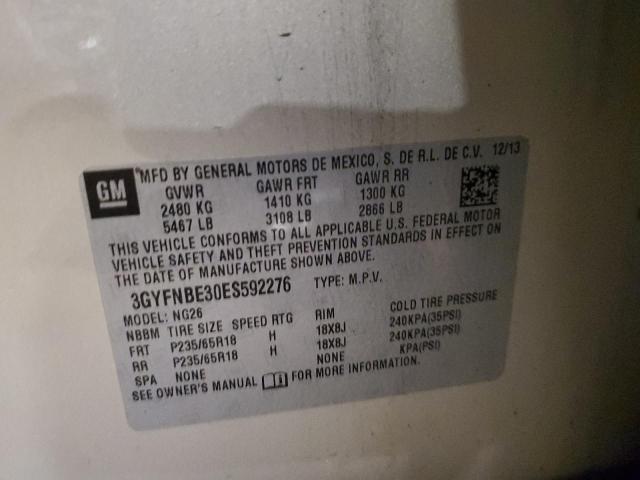 GM
MFD BY GENERAL MOTORS DE MEXICO, S. DE R.L. DE C.V. 12/13
GVWR GAWR FRT GAWR RR
2480 KG 1410 KG 1300 KG
5467 LB 3108 LB 2866 LB
THIS VEHICLE CONFORMS TO ALL APPLICABLE U.S. FEDERAL MOTOR
VEHICLE SAFETY AND THEFT PREVENTION STANDARDS IN EFFECT ON
THE DATE OF MANUFACTURE SHOWN ABOVE.
3GYFNBE30ES592276 TYPE: M.P.V.
MODEL: NG26
NBBM TIRE SIZE SPEED RTG RIM COLD TIRE PRESSURE
FRT P235/65R18 H 18X8J 240KPA(35PSI)
RR P235/65R18 H 18X8J 240KPA(35PSI)
SPA NONE NONE KPA(PSI)
SEE OWNER'S MANUAL FOR MORE INFORMATION.